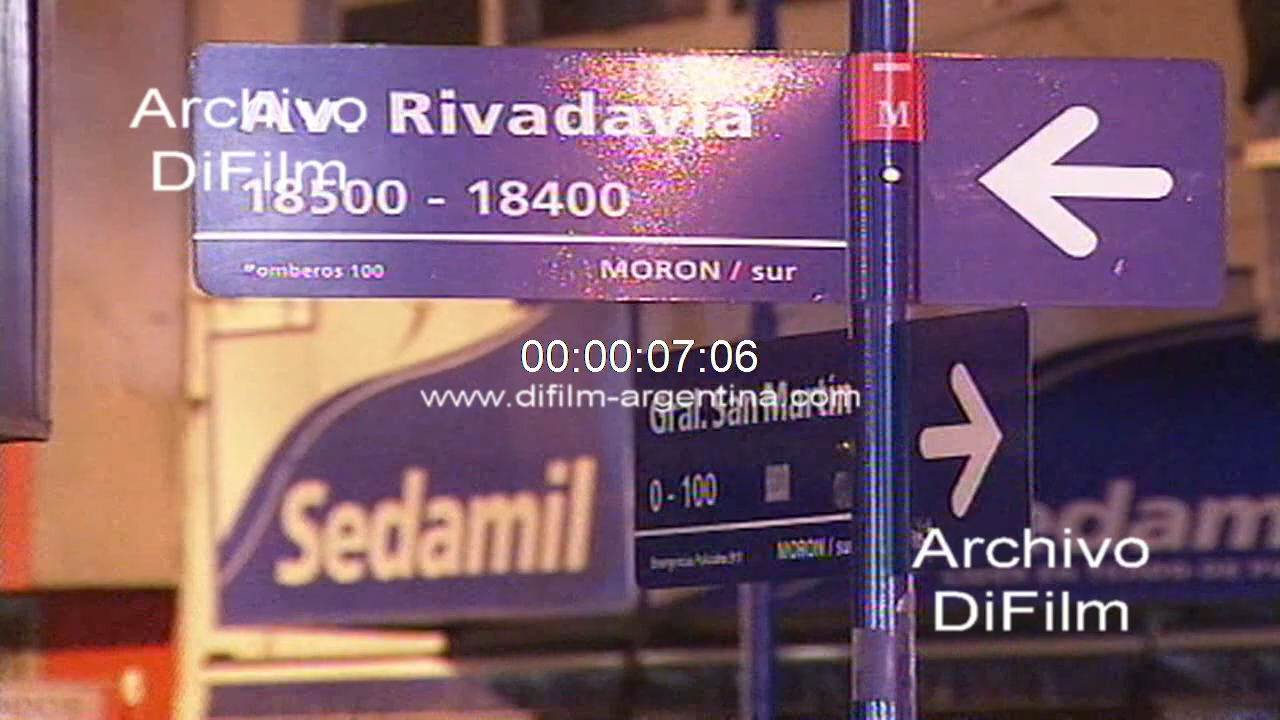 Av. Rivadavia
18500 - 18400
Bomberos 100
MORON / sur
M
Archivo
DiFilm
00:00:07:06
www.difilm-argentina.com
Gral. San Martín
0 - 100
MORON / sur
Sedamil
edam
Archivo
DiFilm